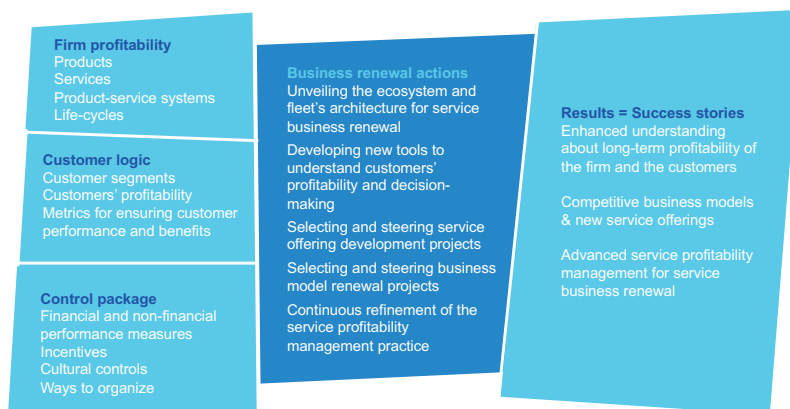 Firm profitability
Products
Services
Product-service systems
Life-cycles
Customer logic
Customer segments
Customers' profitability
Metrics for ensuring customer
performance and benefits
Control package
Financial and non-financial
performance measures
Incentives
Cultural controls
Ways to organize
Business renewal actions
Unveiling the ecosystem and
fleet's architecture for service
business renewal
Developing new tools to
understand customers'
profitability and decision-
making
Selecting and steering service
offering development projects
Selecting and steering business
model renewal projects
Continuous refinement of the
service profitability
management practice
Results = Success stories
Enhanced understanding
about long-term profitability of
the firm and the customers
Competitive business models
& new service offerings
Advanced service profitability
management for service
business renewal